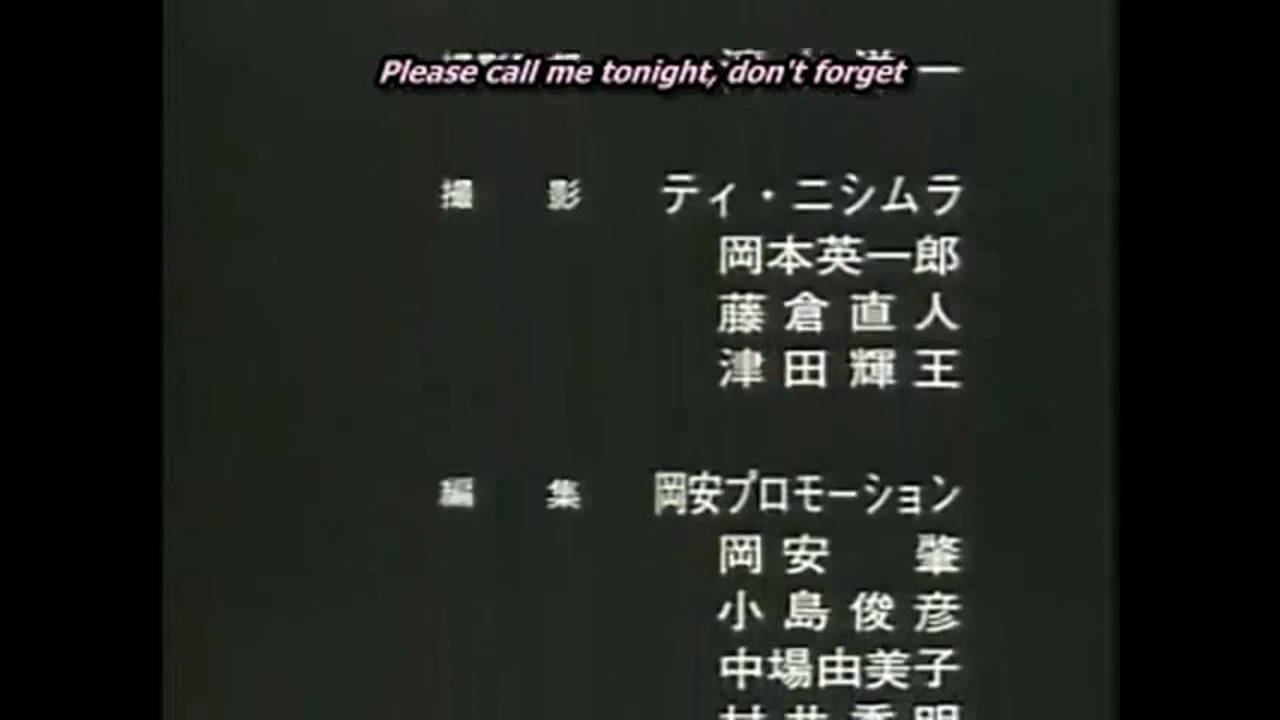 Please call me tonight, don't forget
撮 影 ティ・ニシムラ
岡本英一郎
藤倉直人
津田輝王
編 集 岡安プロモーション
岡安 肇
小島俊彦
中場由美子